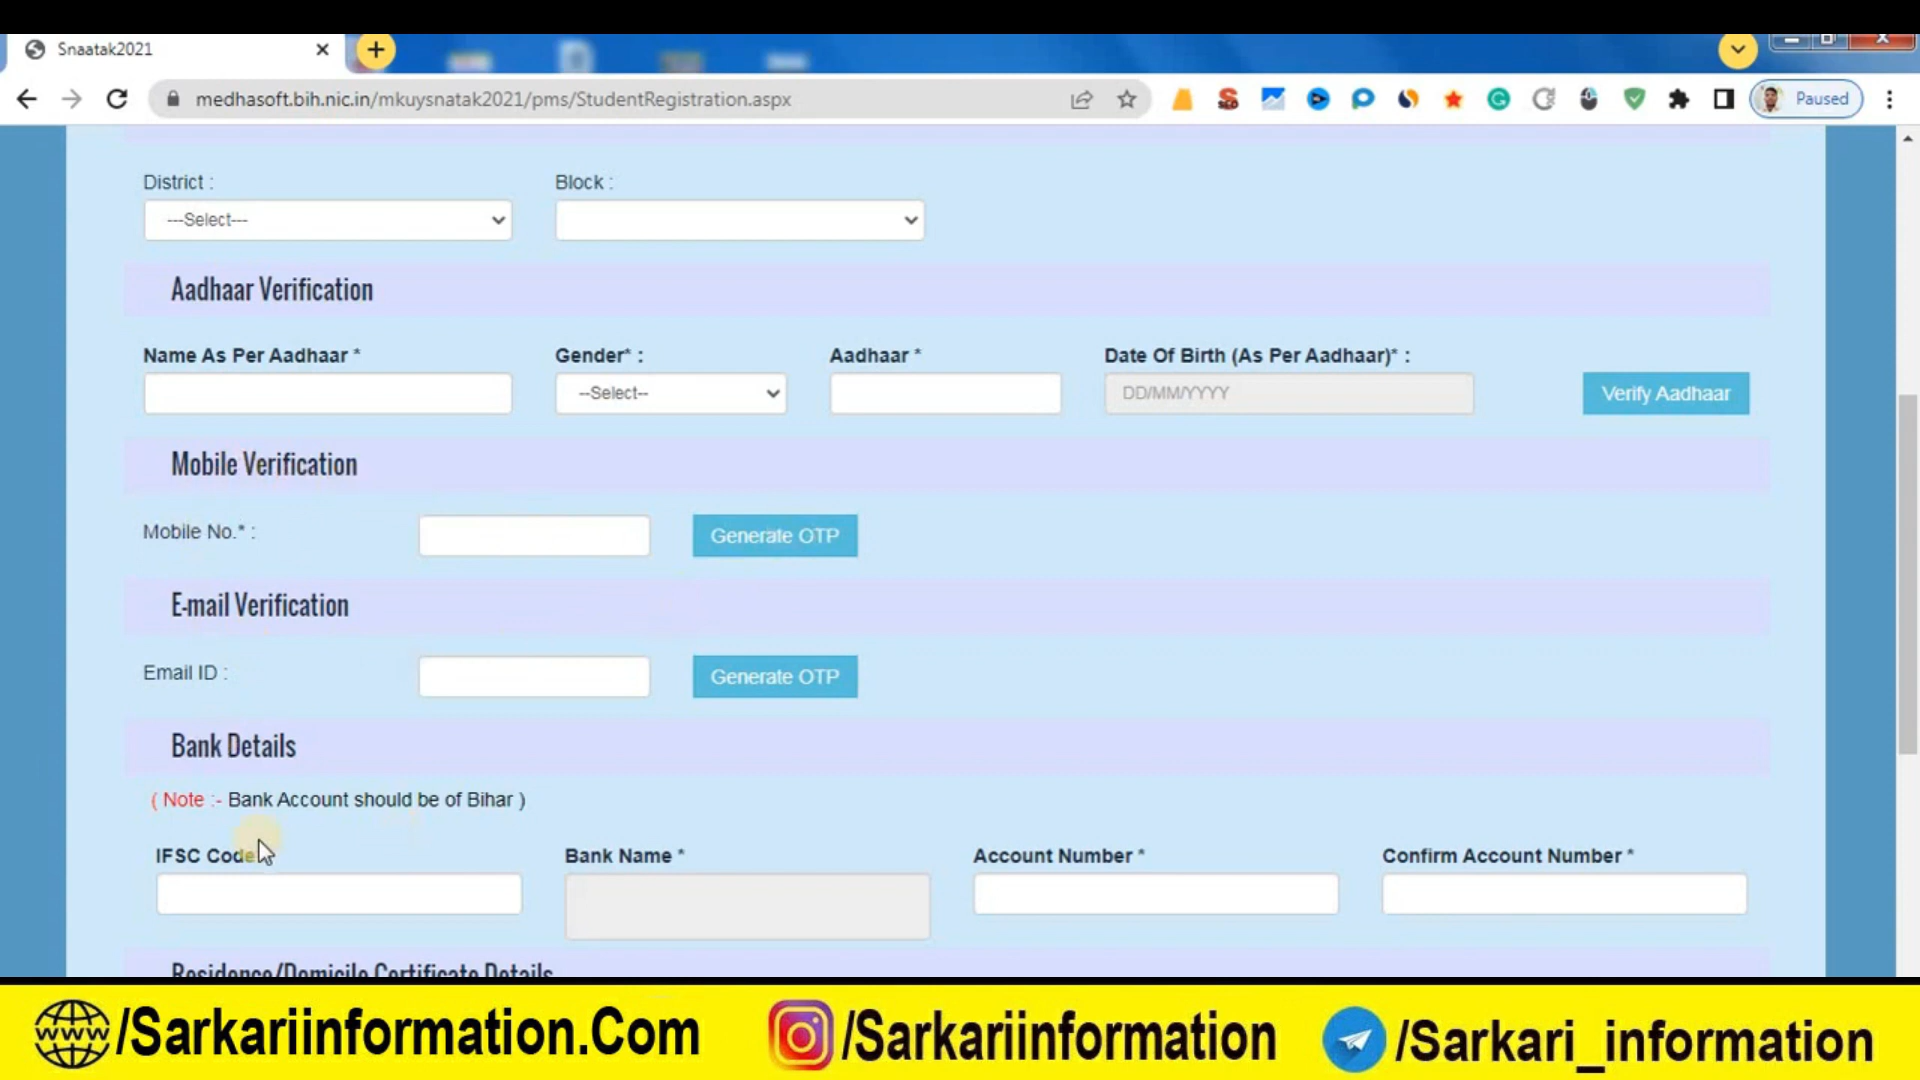 Snaatak2021
medhasoft.bih.nic.in/mkuysnatak2021/pms/StudentRegistration.aspx
Paused
District :
Block :
---Select---
Aadhaar Verification
Name As Per Aadhaar *
Gender* :
Aadhaar *
Date Of Birth (As Per Aadhaar)* :
--Select--
DD/MM/YYYY
Verify Aadhaar
Mobile Verification
Mobile No.* :
Generate OTP
E-mail Verification
Email ID :
Generate OTP
Bank Details
( Note :- Bank Account should be of Bihar )
IFSC Code
Bank Name *
Account Number *
Confirm Account Number *
Residence/Domicile Certificate Details
www /Sarkariinformation.Com
/Sarkariinformation
/Sarkari_information